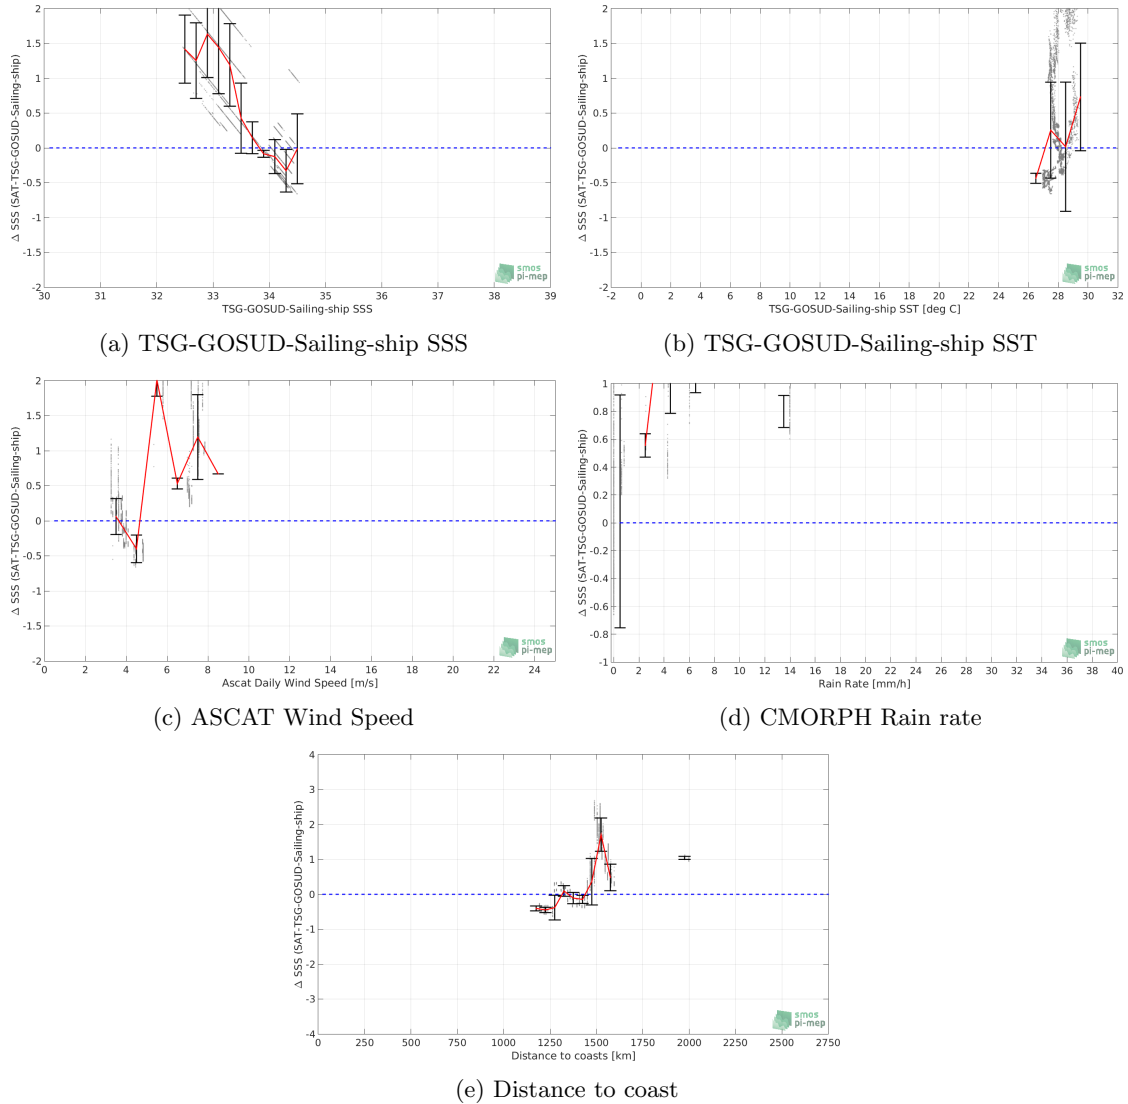 2
1.5
1
0.5
0
-0.5
-1
-1.5
-2
Δ SSS (SAT-TSG-GOSUD-Sailing-ship)
30 31 32 33 34 35 36 37 38 39
TSG-GOSUD-Sailing-ship SSS
smos
pi-mep
(a) TSG-GOSUD-Sailing-ship SSS
2
1.5
1
0.5
0
-0.5
-1
-1.5
-2
Δ SSS (SAT-TSG-GOSUD-Sailing-ship)
-2 0 2 4 6 8 10 12 14 16 18 20 22 24 26 28 30 32
TSG-GOSUD-Sailing-ship SST [deg C]
smos
pi-mep
(b) TSG-GOSUD-Sailing-ship SST
2
1.5
1
0.5
0
-0.5
-1
-1.5
-2
Δ SSS (SAT-TSG-GOSUD-Sailing-ship)
0 2 4 6 8 10 12 14 16 18 20 22 24
Ascat Daily Wind Speed [m/s]
smos
pi-mep
(c) ASCAT Wind Speed
1
0.8
0.6
0.4
0.2
0
-0.2
-0.4
-0.6
-0.8
-1
Δ SSS (SAT-TSG-GOSUD-Sailing-ship)
0 2 4 6 8 10 12 14 16 18 20 22 24 26 28 30 32 34 36 38 40
Rain Rate [mm/h]
smos
pi-mep
(d) CMORPH Rain rate
4
3
2
1
0
-1
-2
-3
-4
Δ SSS (SAT-TSG-GOSUD-Sailing-ship)
0 250 500 750 1000 1250 1500 1750 2000 2250 2500 2750
Distance to coasts [km]
smos
pi-mep
(e) Distance to coast